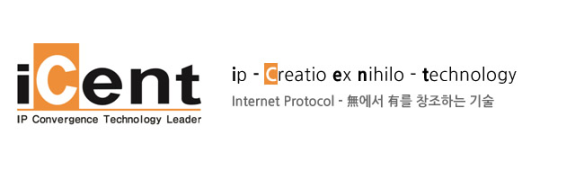 iCent
IP Convergence Technology Leader
ip - Creatio ex nihilo - technology
Internet Protocol - 無에서 有를 창조하는 기술